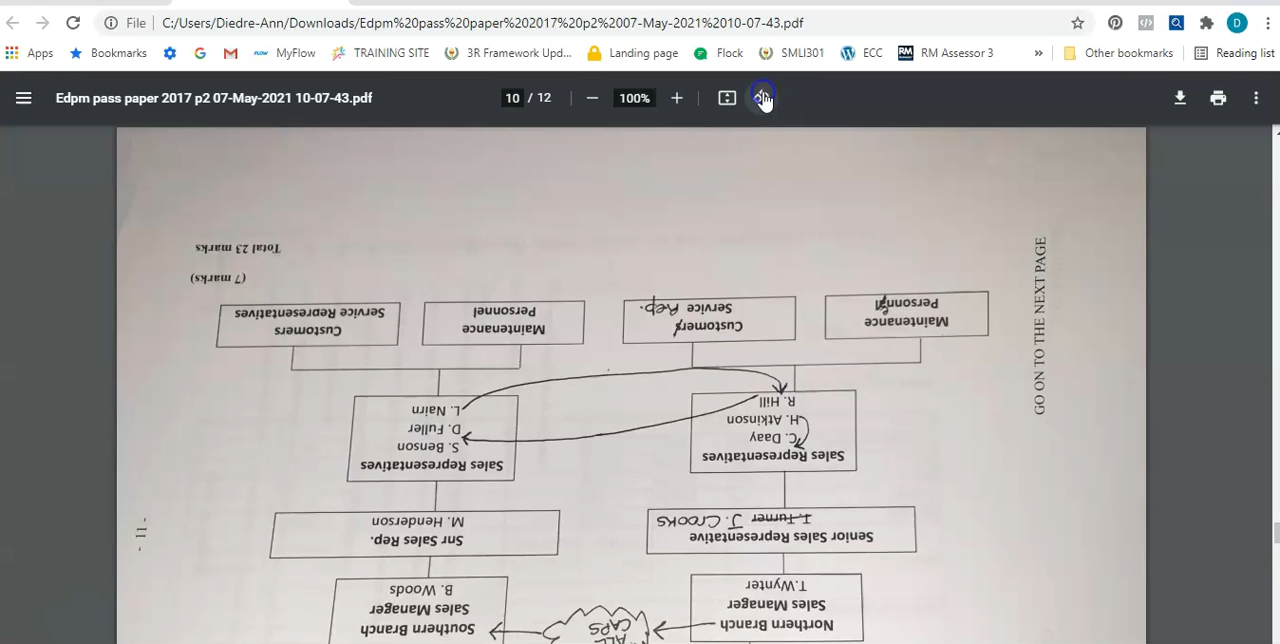 File
C:/Users/Diedre-Ann/Downloads/Edpm%20pass%20paper%202017%20p2%2007-May-2021%2010-07-43.pdf
D
Apps
Bookmarks
MyFlow
TRAINING SITE
3R Framework Upd...
Landing page
Flock
SMLI301
ECC
RM Assessor 3
»
Other bookmarks
Reading list
Edpm pass paper 2017 p2 07-May-2021 10-07-43.pdf
10 / 12
100%
- 11 -
Northern Branch
Sales Manager
T.Wynter
ALL
CAPS
Southern Branch
Sales Manager
B. Woods
Senior Sales Representative
I. Turner J. Crooks
Snr Sales Rep.
M. Henderson
Sales Representatives
C. Daay
H. Atkinson
R. Hill
Sales Representatives
S. Benson
D. Fuller
L. Nairn
Maintenance
Customers
Service Rep.
Maintenance
Personnel
Customers
Service Representatives
(7 marks)
Total 23 marks
GO ON TO THE NEXT PAGE